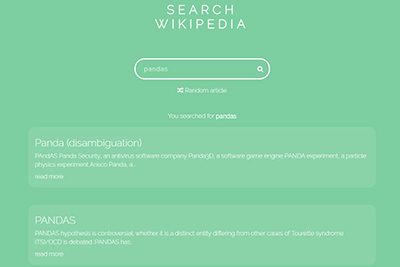 SEARCH
WIKIPEDIA
pandas
Random article
You searched for pandas
Panda (disambiguation)
PAndAS Panda Security, an antivirus software company Panda3D, a software game engine PANDA experiment, a particle
physics experiment Arioco Panda, a...
read more
PANDAS
PANDAS hypothesis is controversial; whether it is a distinct entity differing from other cases of Tourette syndrome
(TS)/OCD is debated. PANDAS has...
read more